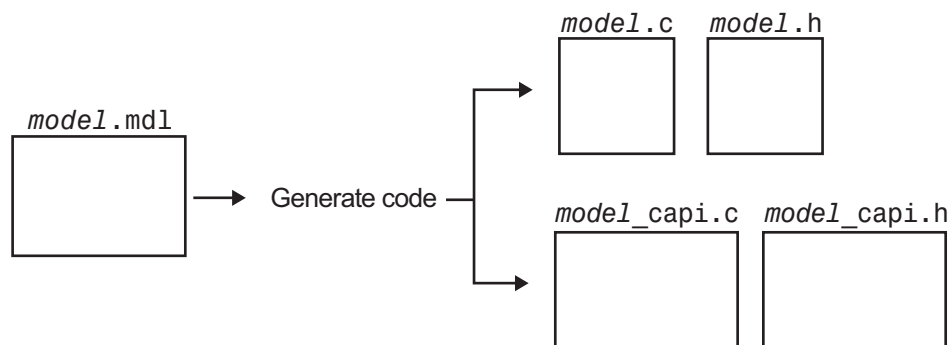 model.c
model.h
model.mdl
Generate code
model_capi.c
model_capi.h